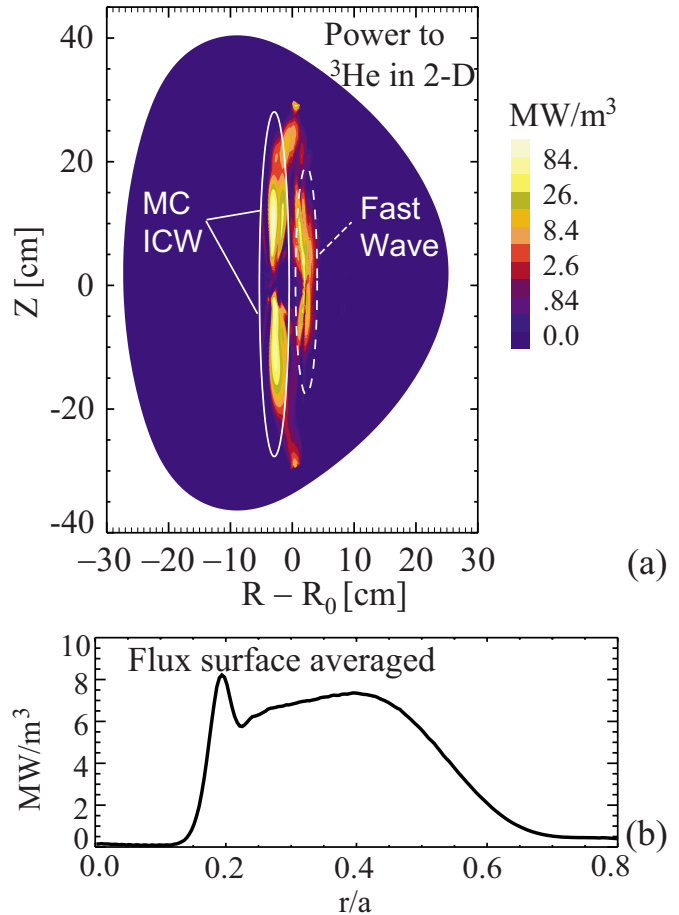 Power to
³He in 2-D
MW/m³
84.
26.
8.4
2.6
.84
0.0
MC
ICW
Fast
Wave
Z [cm]
40
20
0
-20
-40
−30 −20 −10 0 10 20 30
R − R₀ [cm]
(a)
Flux surface averaged
MW/m³
10
8
6
4
2
0
0.0 0.2 0.4 0.6 0.8
r/a
(b)